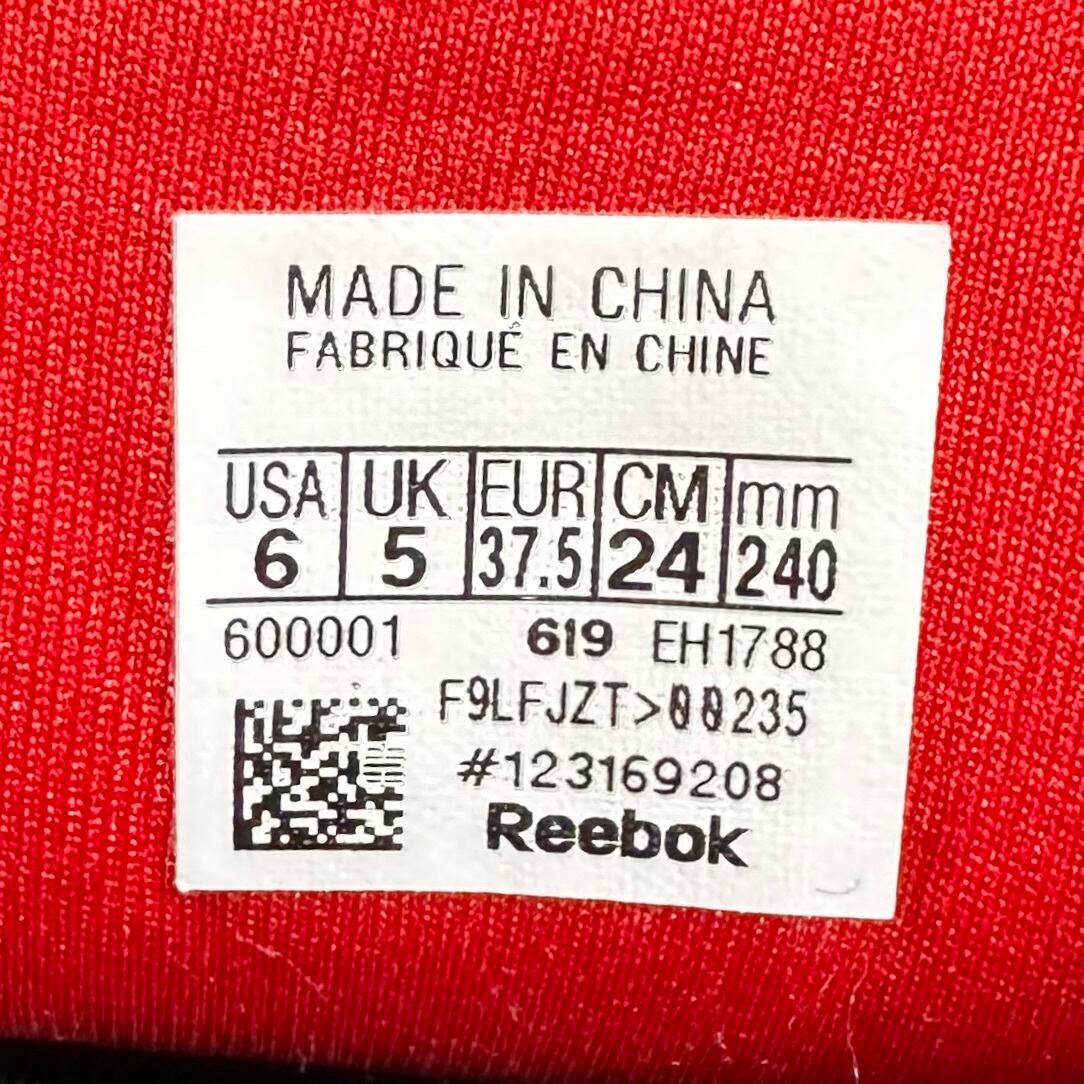 MADE IN CHINA
FABRIQUÉ EN CHINE
USA UK EUR CM mm
6 5 37.5 24 240
600001 619 EH1788
F9LFJZT>00235
#123169208
Reebok